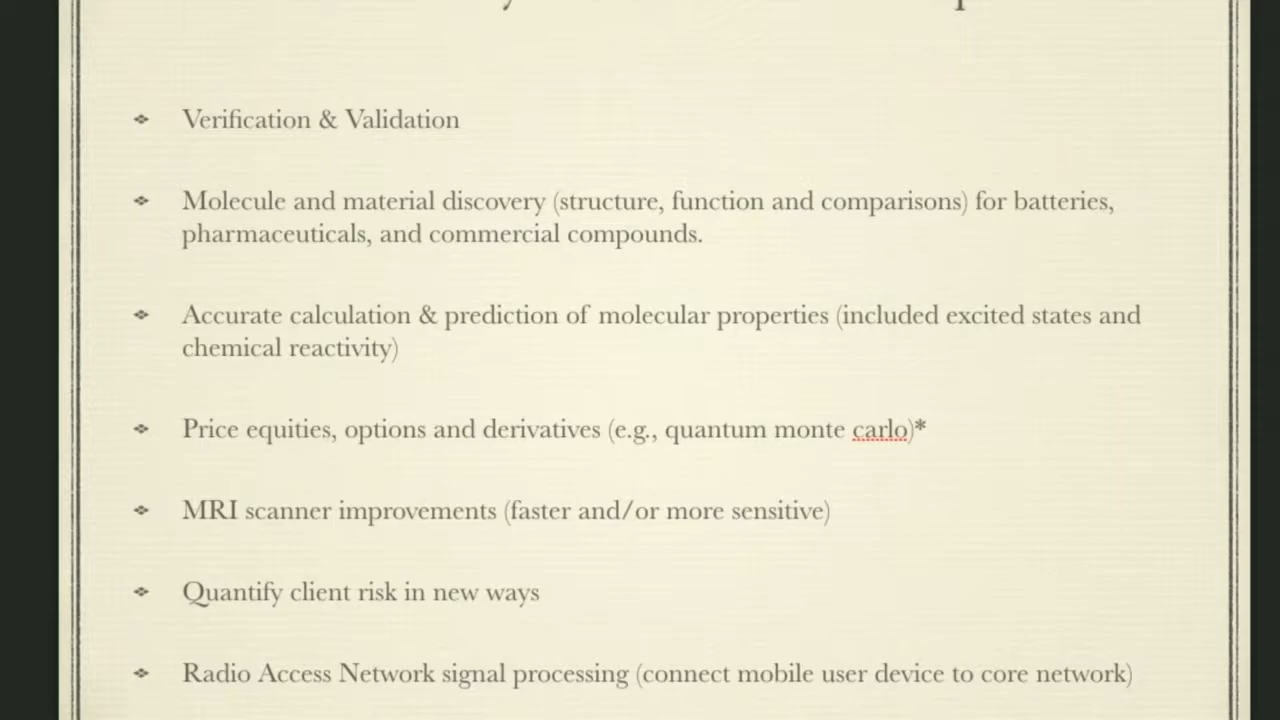 Verification & Validation
Molecule and material discovery (structure, function and comparisons) for batteries,
pharmaceuticals, and commercial compounds.
Accurate calculation & prediction of molecular properties (included excited states and
chemical reactivity)
Price equities, options and derivatives (e.g., quantum monte carlo)*
MRI scanner improvements (faster and/or more sensitive)
Quantify client risk in new ways
Radio Access Network signal processing (connect mobile user device to core network)